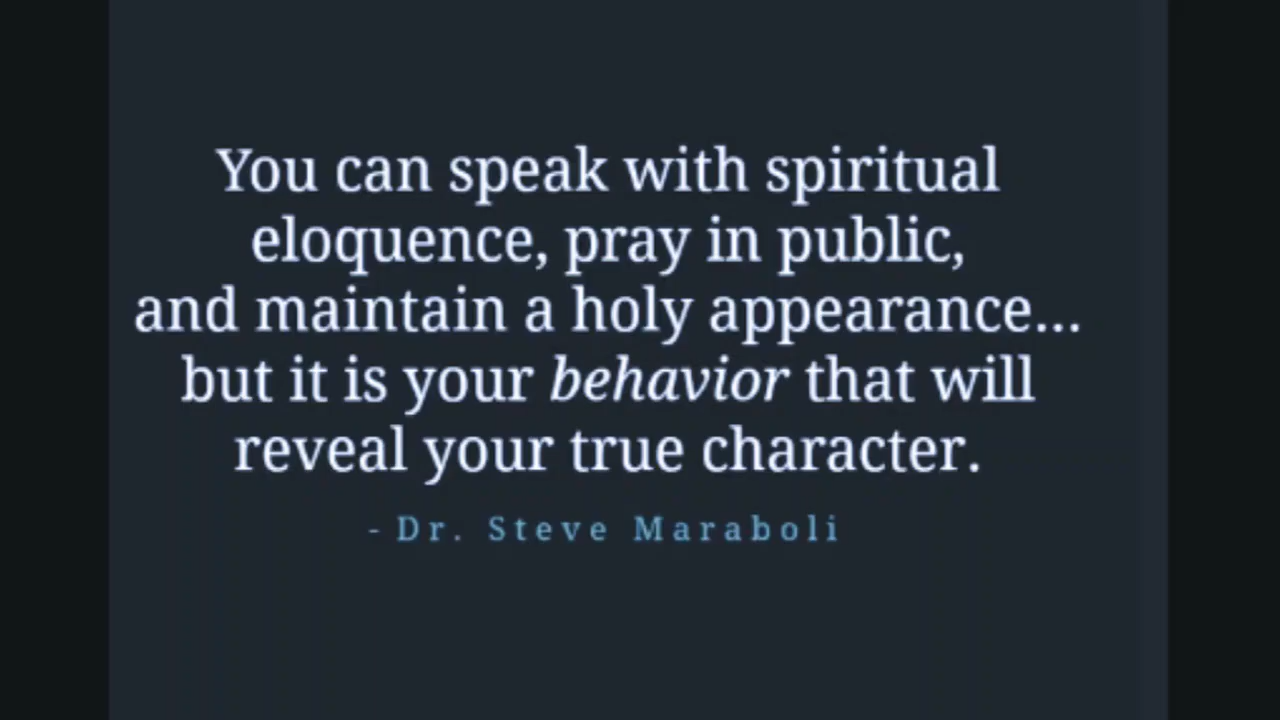 You can speak with spiritual
eloquence, pray in public,
and maintain a holy appearance...
but it is your behavior that will
reveal your true character.
- Dr. Steve Maraboli